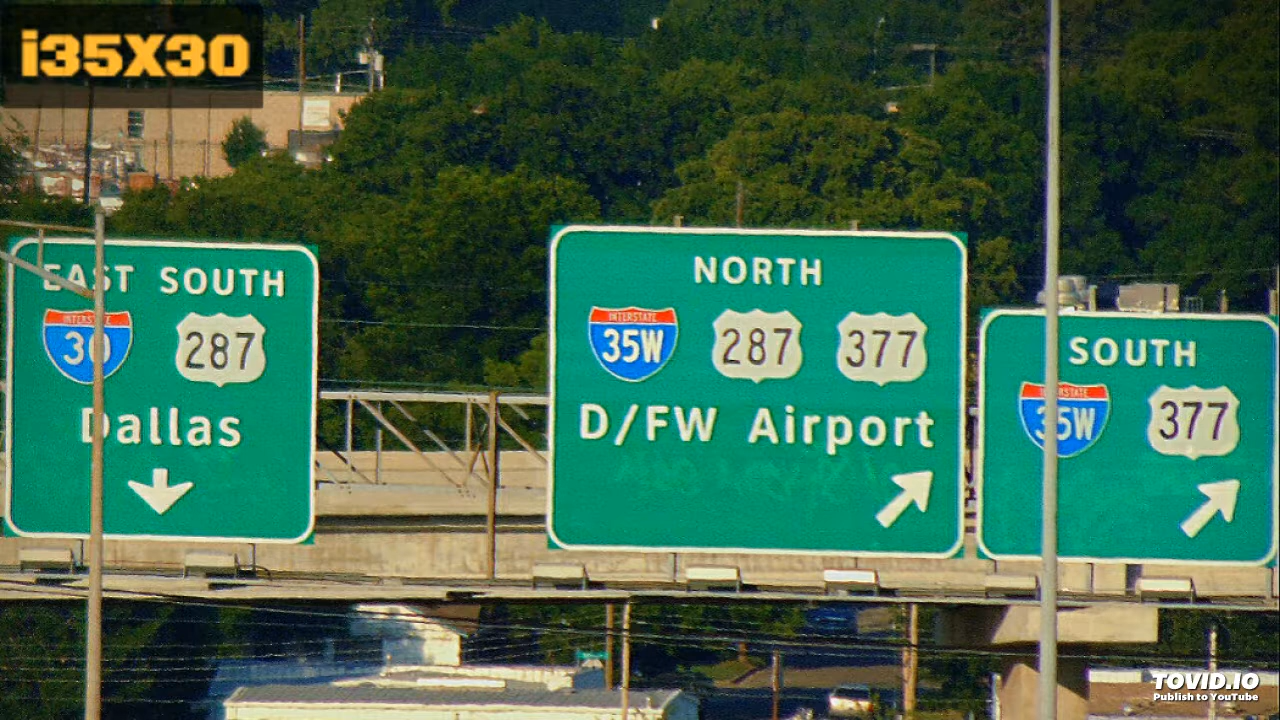 i35X30
EAST SOUTH
INTERSTATE
30
287
Dallas
NORTH
INTERSTATE
35W
287
377
D/FW Airport
SOUTH
INTERSTATE
35W
377
TOVID.IO
Publish to YouTube